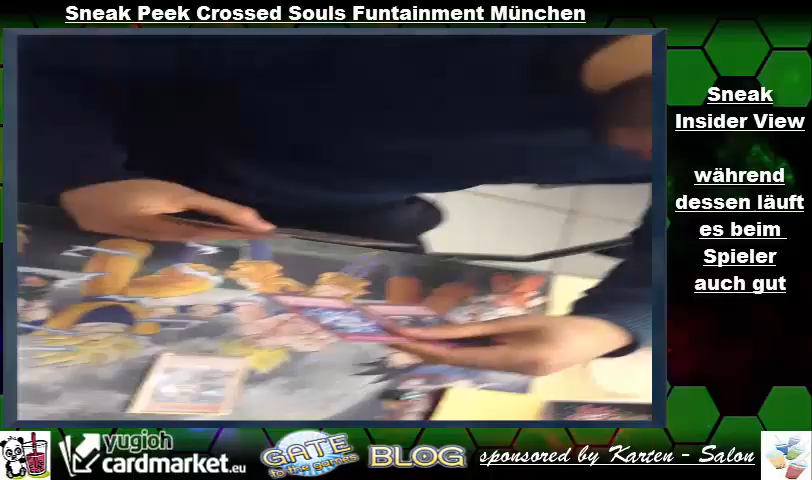 Sneak Peek Crossed Souls Funtainment München
Sneak
Insider View
während
dessen läuft
es beim
Spieler
auch gut
yugioh
cardmarket.eu
GATE
to the games
BLOG
sponsored by Karten - Salon